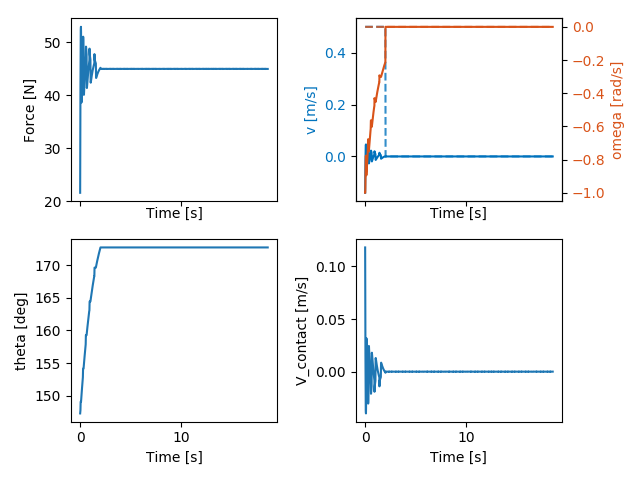 Force [N]
50
40
30
20
Time [s]
v [m/s]
0.4
0.2
0.0
0.0
−0.2
−0.4
−0.6
−0.8
−1.0
omega [rad/s]
Time [s]
theta [deg]
170
165
160
155
150
0
10
Time [s]
V_contact [m/s]
0.10
0.05
0.00
0
10
Time [s]